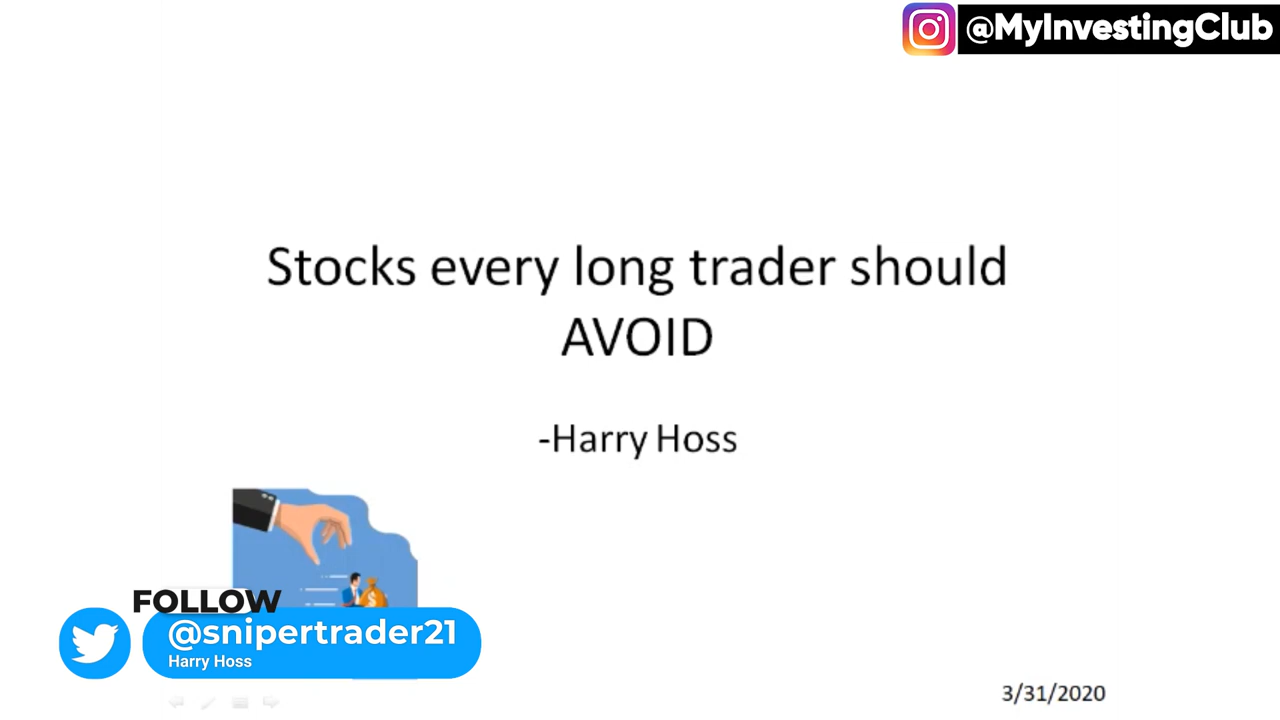 @MyInvestingClub
Stocks every long trader should
AVOID
-Harry Hoss
$
FOLLOW
@snipertrader21
Harry Hoss
3/31/2020